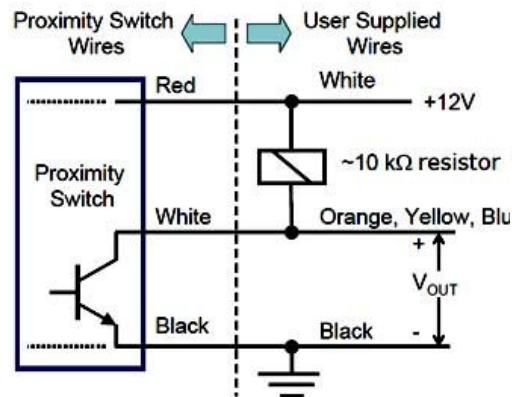 Proximity Switch
Wires
User Supplied
Wires
Red
White
+12V
~10 kΩ resistor
Proximity
Switch
White
Orange, Yellow, Blu
+
V_OUT
-
Black
Black